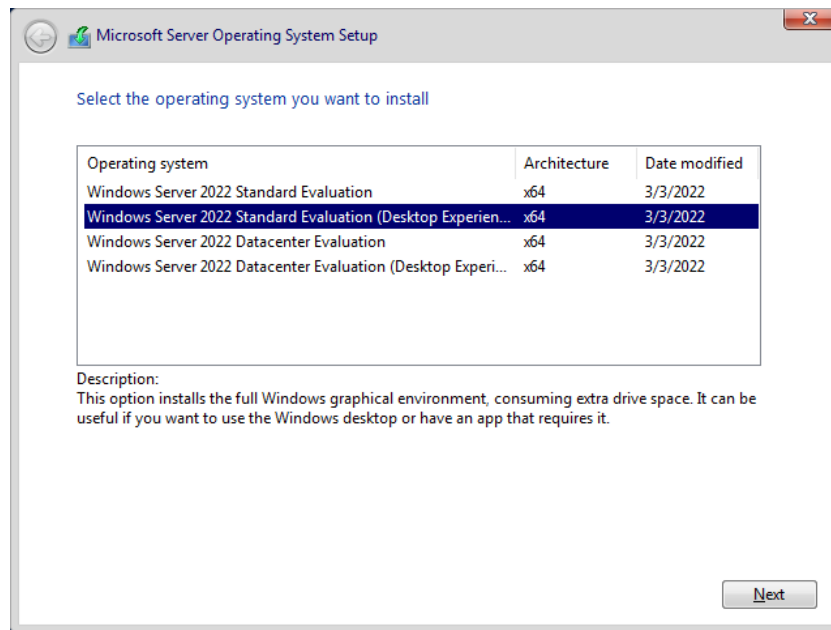 Microsoft Server Operating System Setup
Select the operating system you want to install
Operating system Architecture Date modified
Windows Server 2022 Standard Evaluation x64 3/3/2022
Windows Server 2022 Standard Evaluation (Desktop Experien... x64 3/3/2022
Windows Server 2022 Datacenter Evaluation x64 3/3/2022
Windows Server 2022 Datacenter Evaluation (Desktop Experi... x64 3/3/2022
Description:
This option installs the full Windows graphical environment, consuming extra drive space. It can be
useful if you want to use the Windows desktop or have an app that requires it.
Next